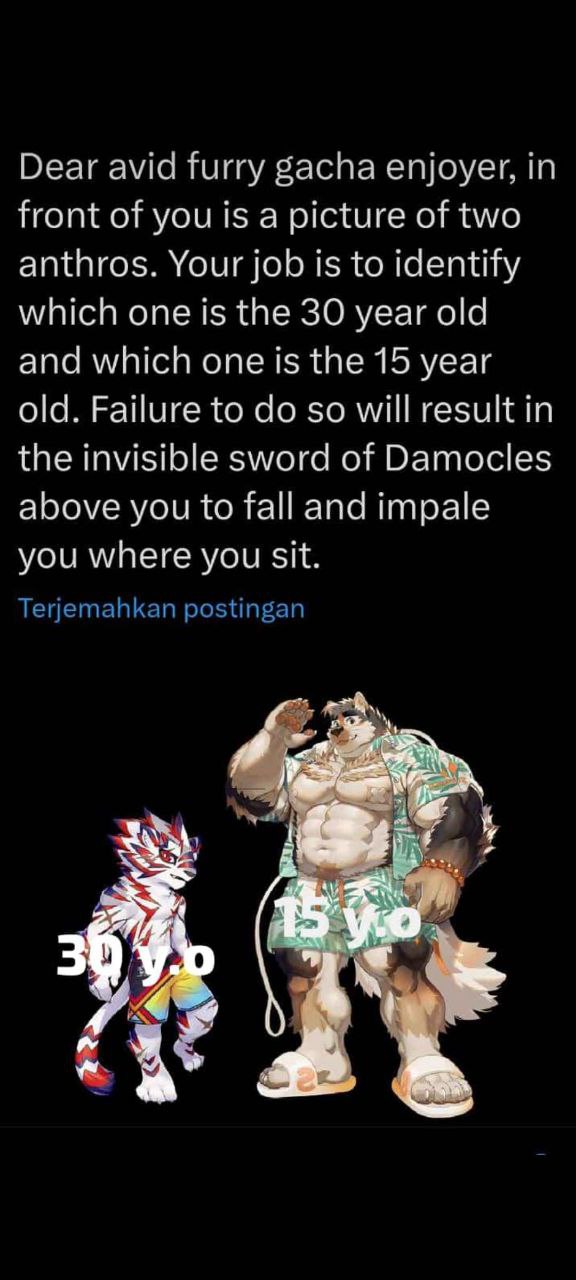 Dear avid furry gacha enjoyer, in
front of you is a picture of two
anthros. Your job is to identify
which one is the 30 year old
and which one is the 15 year
old. Failure to do so will result in
the invisible sword of Damocles
above you to fall and impale
you where you sit.
Terjemahkan postingan
15 y.o
30 y.o